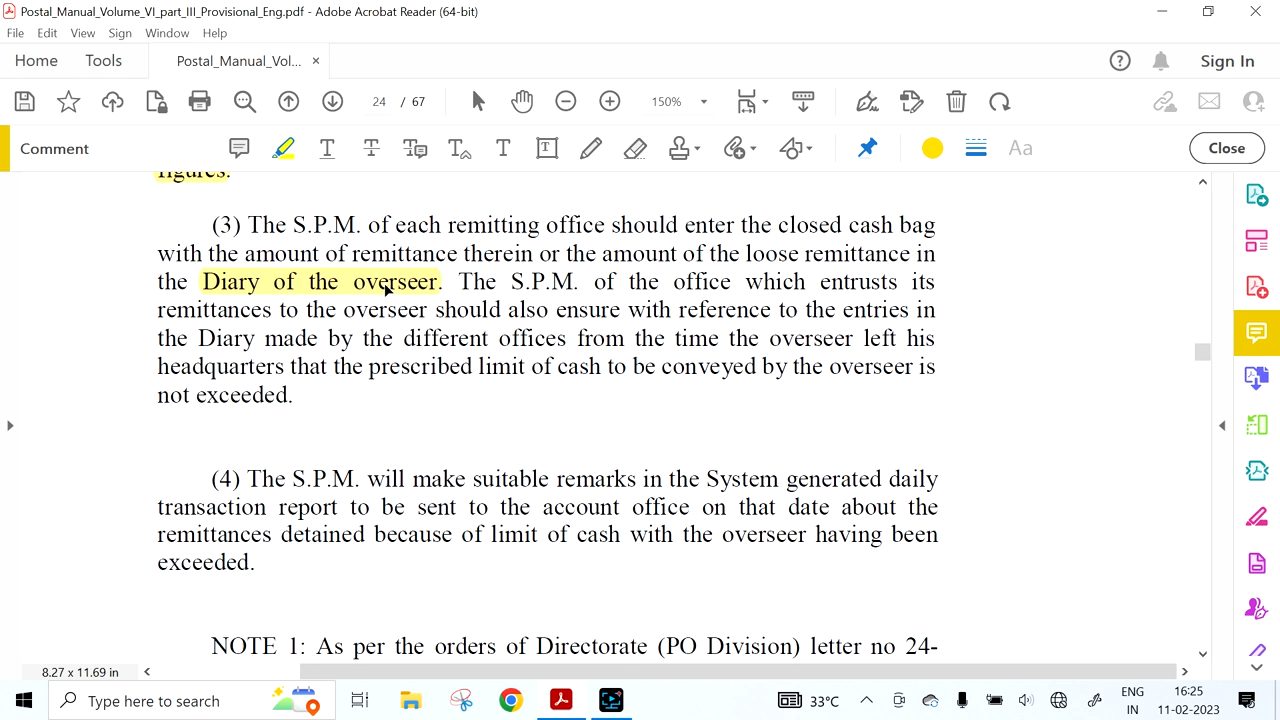 Postal_Manual_Volume_VI_part_III_Provisional_Eng.pdf - Adobe Acrobat Reader (64-bit)
File Edit View Sign Window Help
Home Tools Postal_Manual_Vol... × Sign In
24 / 67 150%
Comment Aa Close
figures.
(3) The S.P.M. of each remitting office should enter the closed cash bag
with the amount of remittance therein or the amount of the loose remittance in
the Diary of the overseer. The S.P.M. of the office which entrusts its
remittances to the overseer should also ensure with reference to the entries in
the Diary made by the different offices from the time the overseer left his
headquarters that the prescribed limit of cash to be conveyed by the overseer is
not exceeded.
(4) The S.P.M. will make suitable remarks in the System generated daily
transaction report to be sent to the account office on that date about the
remittances detained because of limit of cash with the overseer having been
exceeded.
NOTE 1: As per the orders of Directorate (PO Division) letter no 24-
8.27 x 11.69 in
Type here to search 33°C ENG IN 16:25 11-02-2023